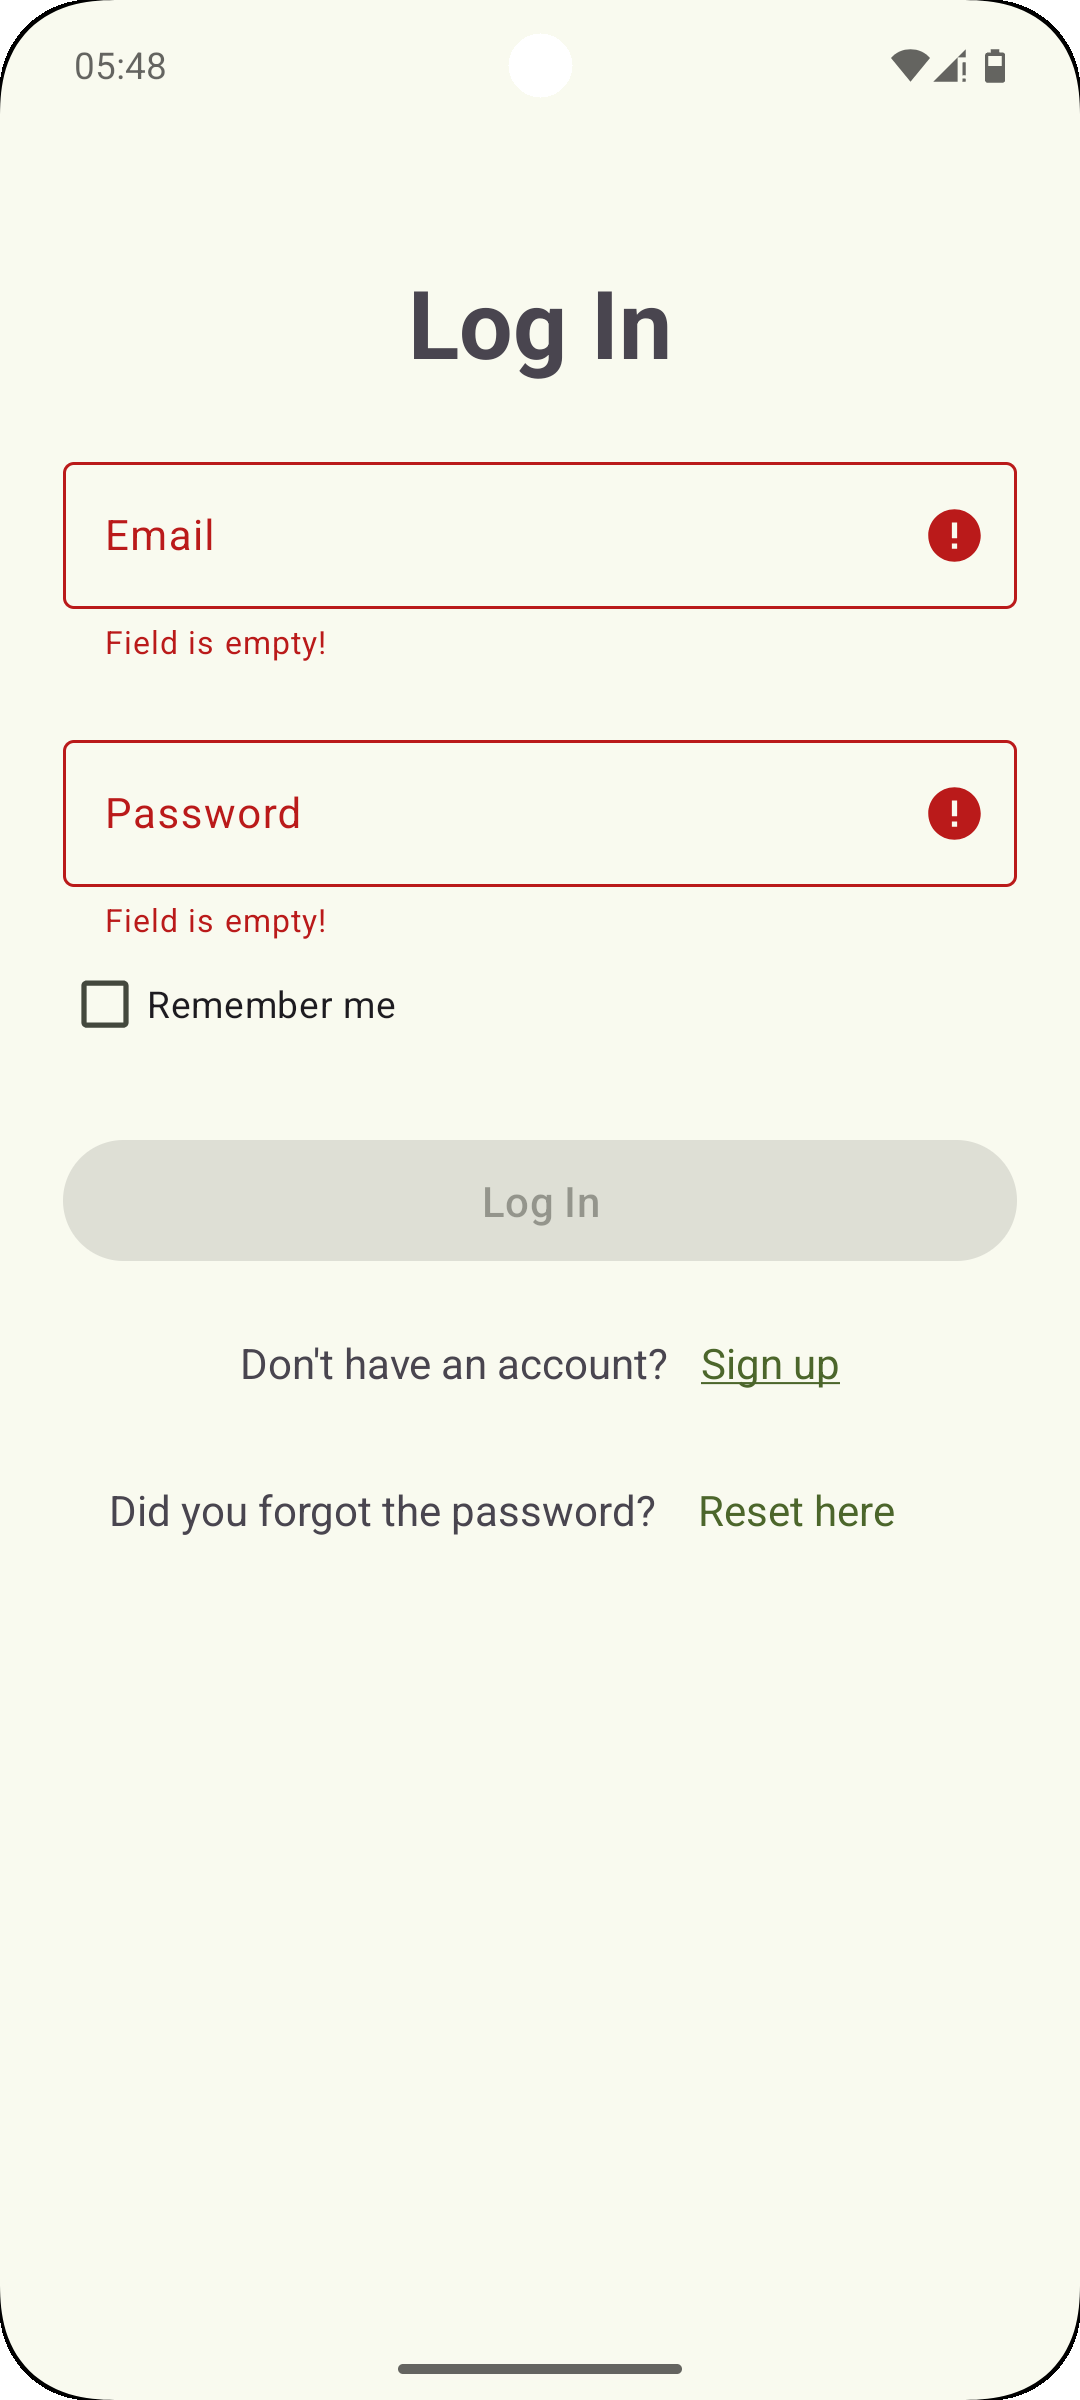 05:48
Log In
Email
Field is empty!
Password
Field is empty!
Remember me
Log In
Don't have an account? Sign up
Did you forgot the password? Reset here